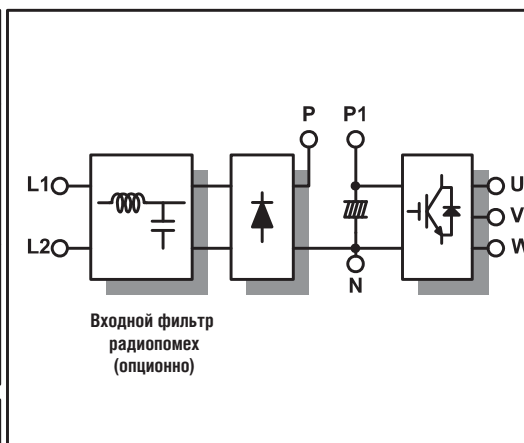 P P1
L1 U
V
L2 W
N
Входной фильтр
радиопомех
(опционно)